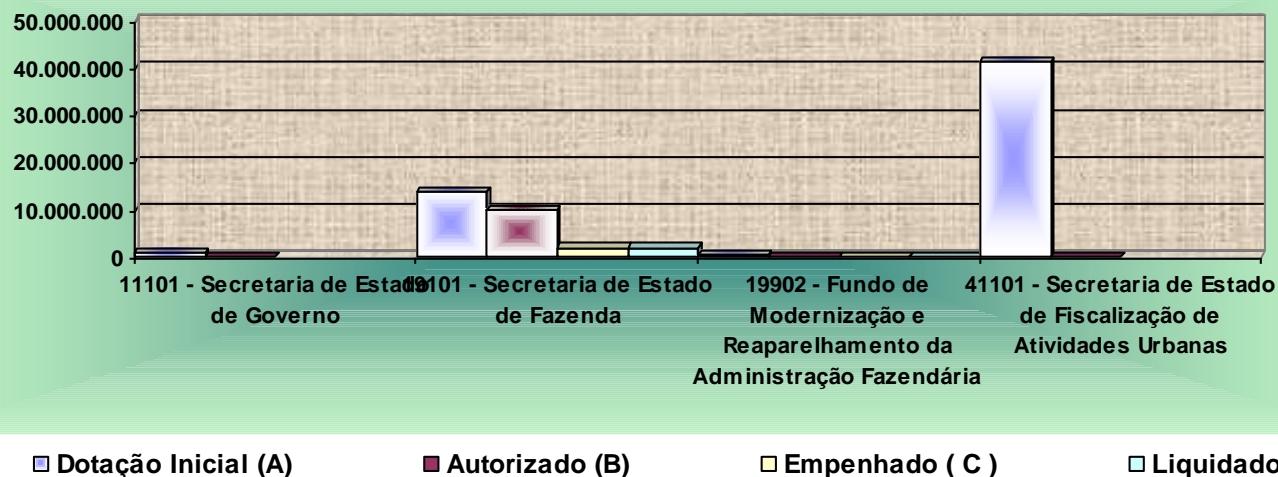 50.000.000
40.000.000
30.000.000
20.000.000
10.000.000
0
11101 - Secretaria de Estado
de Governo
19101 - Secretaria de Estado
de Fazenda
19902 - Fundo de
Modernização e
Reaparelhamento da
Administração Fazendária
41101 - Secretaria de Estado
de Fiscalização de
Atividades Urbanas
Dotação Inicial (A)
Autorizado (B)
Empenhado ( C )
Liquidado